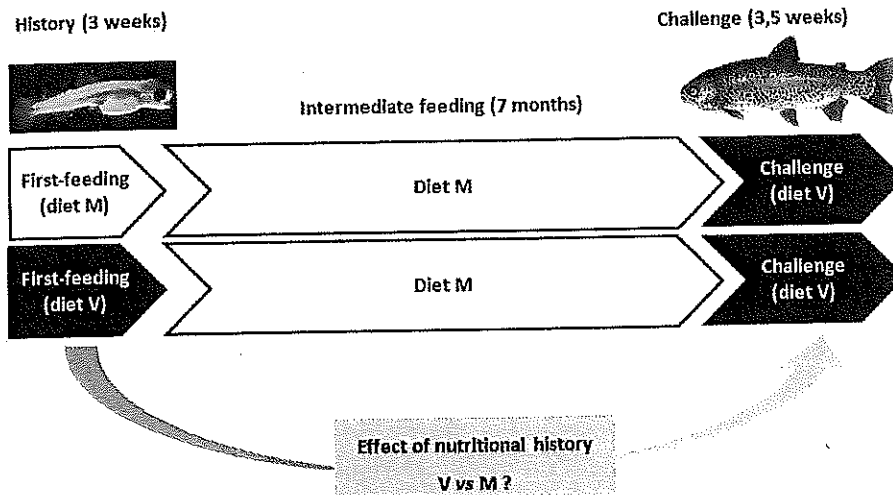 History (3 weeks)
Challenge (3,5 weeks)
Intermediate feeding (7 months)
First-feeding
(diet M)
Diet M
Challenge
(diet V)
First-feeding
(diet V)
Diet M
Challenge
(diet V)
Effect of nutritional history
V vs M ?